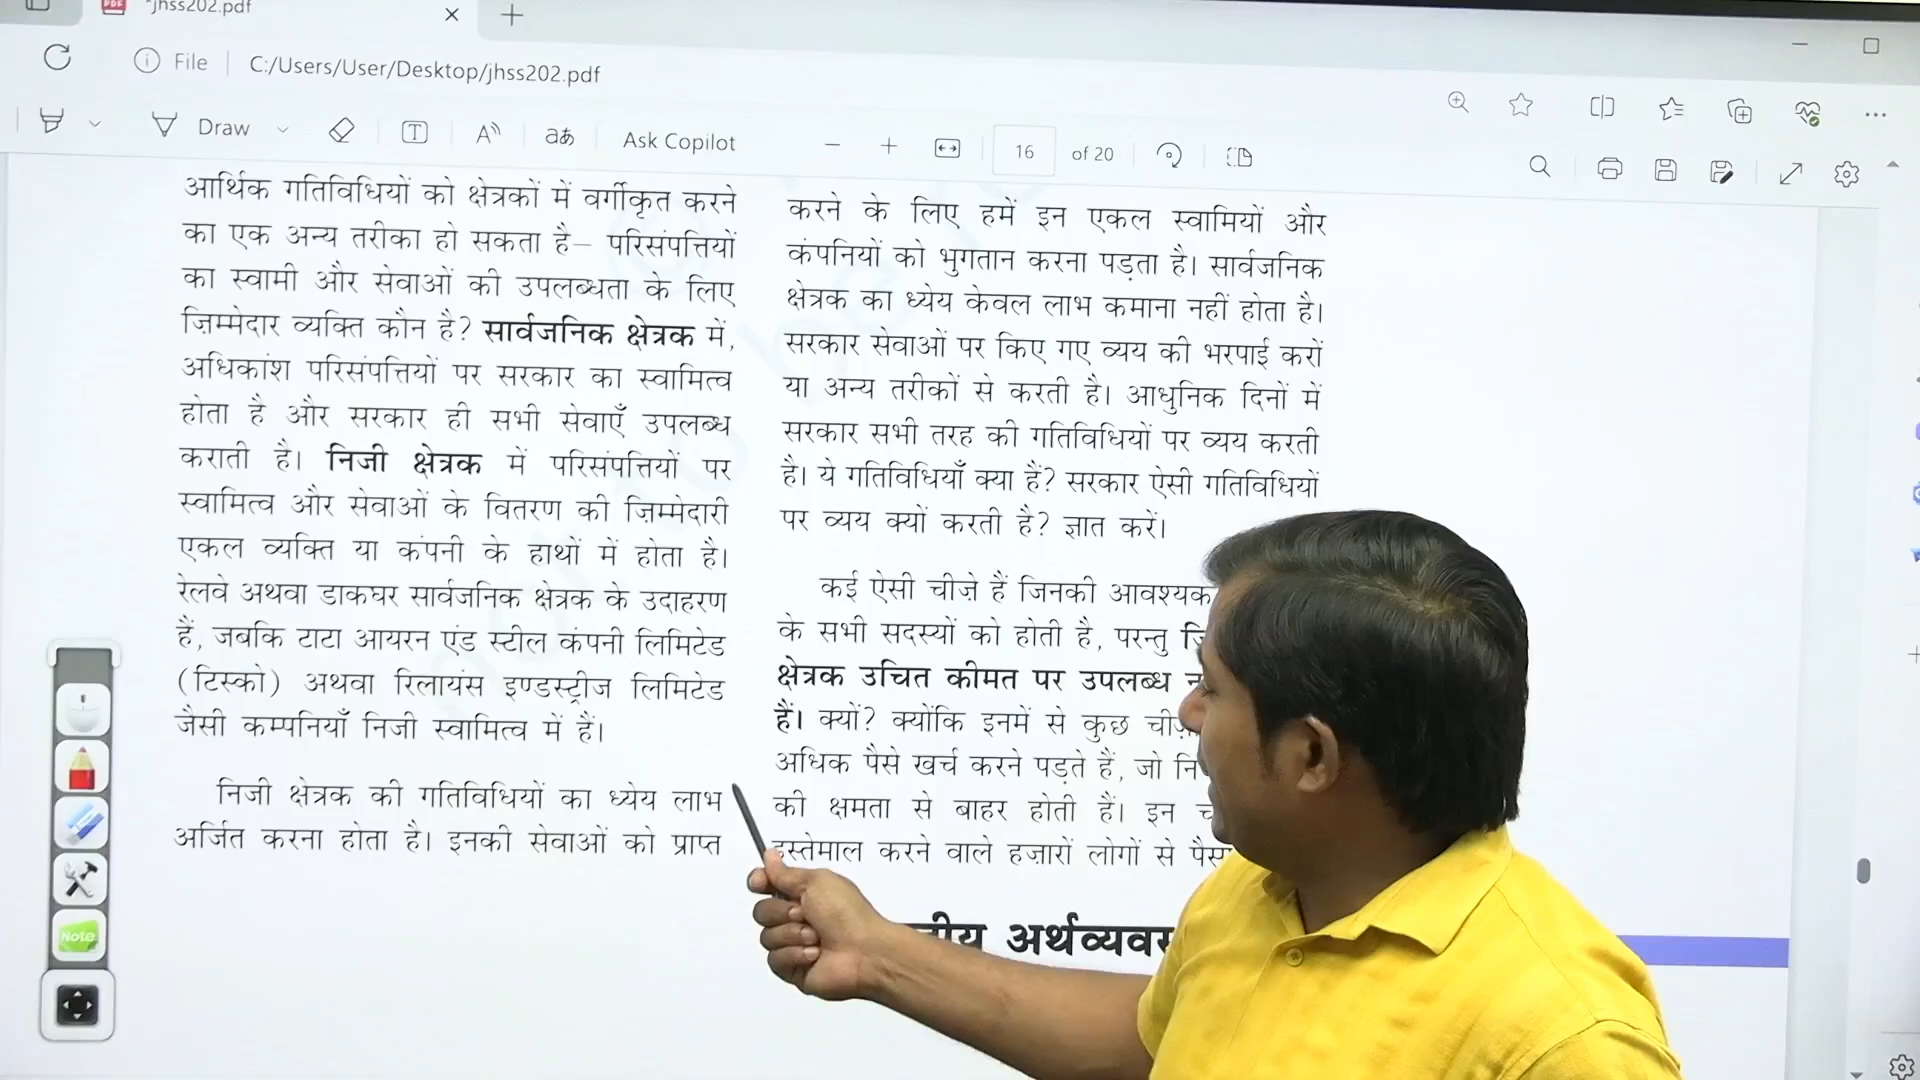 *jhss202.pdf
File
C:/Users/User/Desktop/jhss202.pdf
Draw
Ask Copilot
16
of 20
आर्थिक गतिविधियों को क्षेत्रकों में वर्गीकृत करने
का एक अन्य तरीका हो सकता है– परिसंपत्तियों
का स्वामी और सेवाओं की उपलब्धता के लिए
ज़िम्मेदार व्यक्ति कौन है? सार्वजनिक क्षेत्रक में,
अधिकांश परिसंपत्तियों पर सरकार का स्वामित्व
होता है और सरकार ही सभी सेवाएँ उपलब्ध
कराती है। निजी क्षेत्रक में परिसंपत्तियों पर
स्वामित्व और सेवाओं के वितरण की ज़िम्मेदारी
एकल व्यक्ति या कंपनी के हाथों में होता है।
रेलवे अथवा डाकघर सार्वजनिक क्षेत्रक के उदाहरण
हैं, जबकि टाटा आयरन एंड स्टील कंपनी लिमिटेड
(टिस्को) अथवा रिलायंस इण्डस्ट्रीज लिमिटेड
जैसी कम्पनियाँ निजी स्वामित्व में हैं।
निजी क्षेत्रक की गतिविधियों का ध्येय लाभ
अर्जित करना होता है। इनकी सेवाओं को प्राप्त
करने के लिए हमें इन एकल स्वामियों और
कंपनियों को भुगतान करना पड़ता है। सार्वजनिक
क्षेत्रक का ध्येय केवल लाभ कमाना नहीं होता है।
सरकार सेवाओं पर किए गए व्यय की भरपाई करों
या अन्य तरीकों से करती है। आधुनिक दिनों में
सरकार सभी तरह की गतिविधियों पर व्यय करती
है। ये गतिविधियाँ क्या हैं? सरकार ऐसी गतिविधियों
पर व्यय क्यों करती है? ज्ञात करें।
कई ऐसी चीज़े हैं जिनकी
के सभी सदस्यों को होती है, परन्तु
क्षेत्रक उचित कीमत पर उपलब्ध
हैं। क्यों? क्योंकि इनमें से कुछ
अधिक पैसे खर्च करने पड़ते हैं, जो
की क्षमता से बाहर होती हैं। इन
इस्तेमाल करने वाले हज़ारों लोगों से
Note